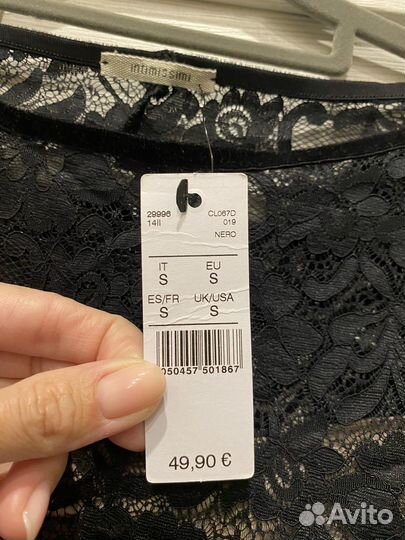 intimissimi
29996 CL067D
14II 019
NERO
IT EU
S S
ES/FR UK/USA
S S
050457 501867
49,90 €
Avito